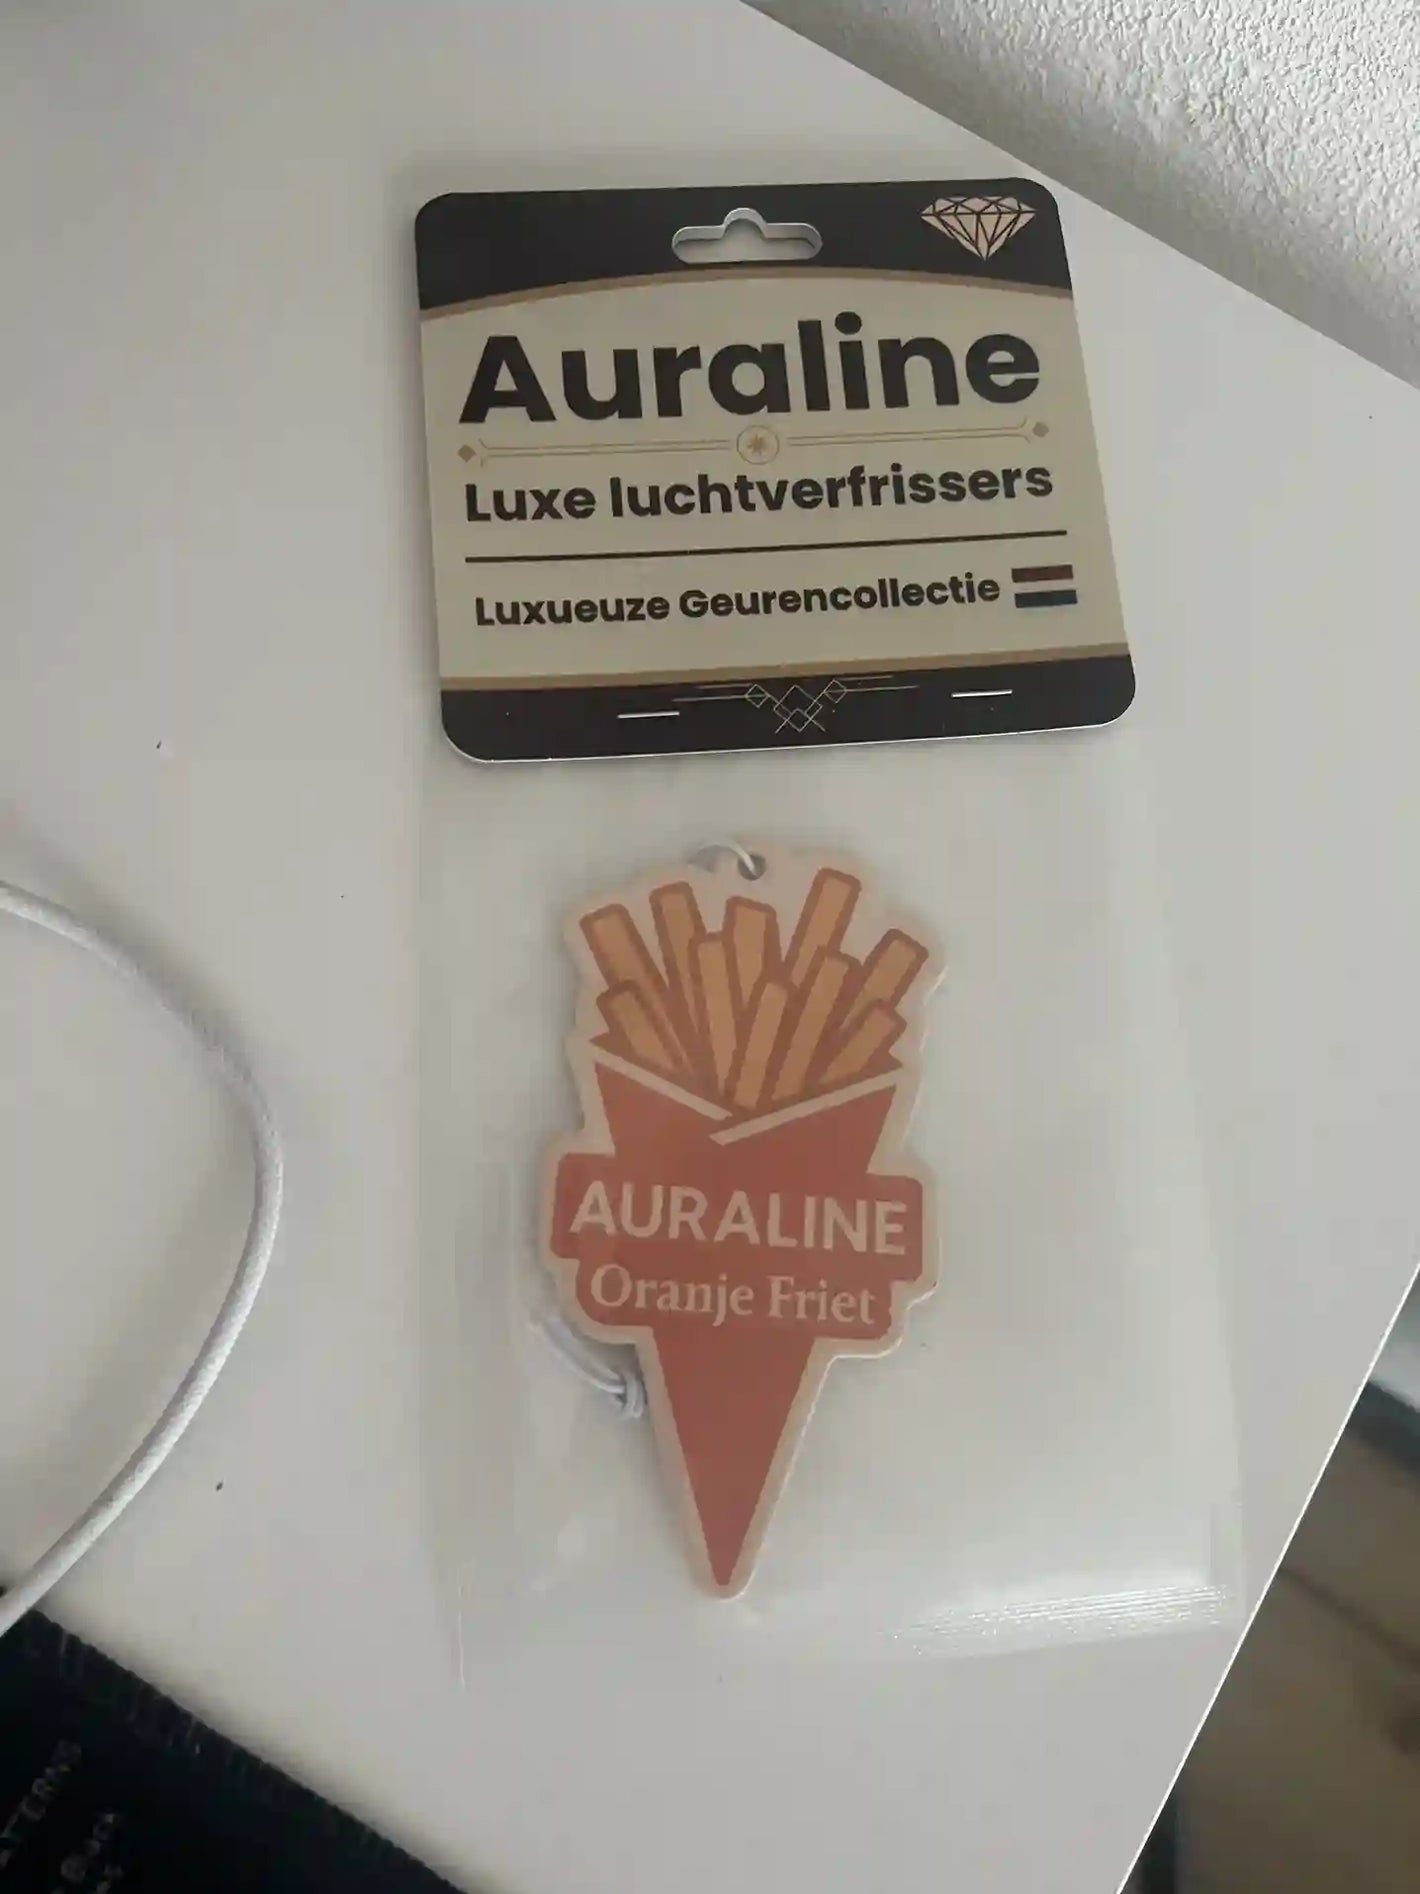 Auraline
Luxe luchtverfrissers
Luxueuze Geurencollectie
AURALINE
Oranje Friet